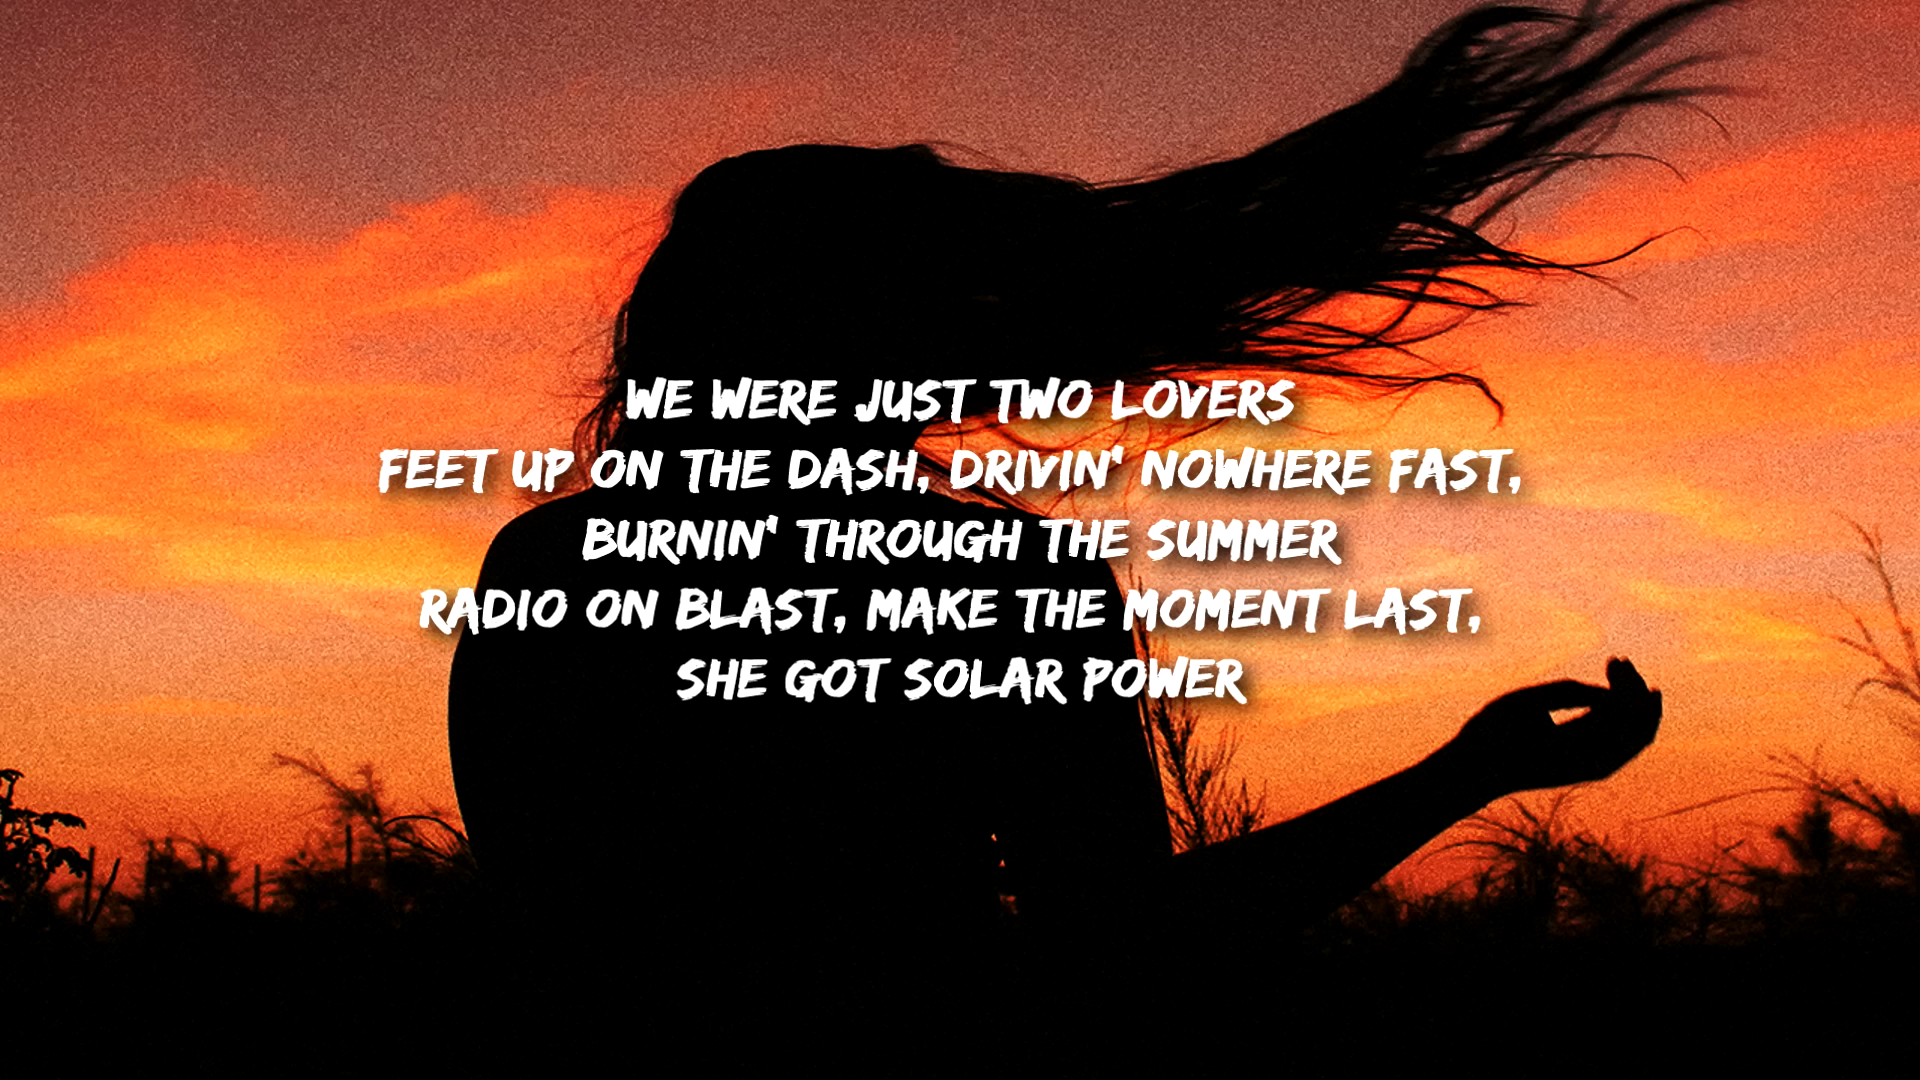 WE WERE JUST TWO LOVERS
FEET UP ON THE DASH, DRIVIN' NOWHERE FAST,
BURNIN' THROUGH THE SUMMER
RADIO ON BLAST, MAKE THE MOMENT LAST,
SHE GOT SOLAR POWER